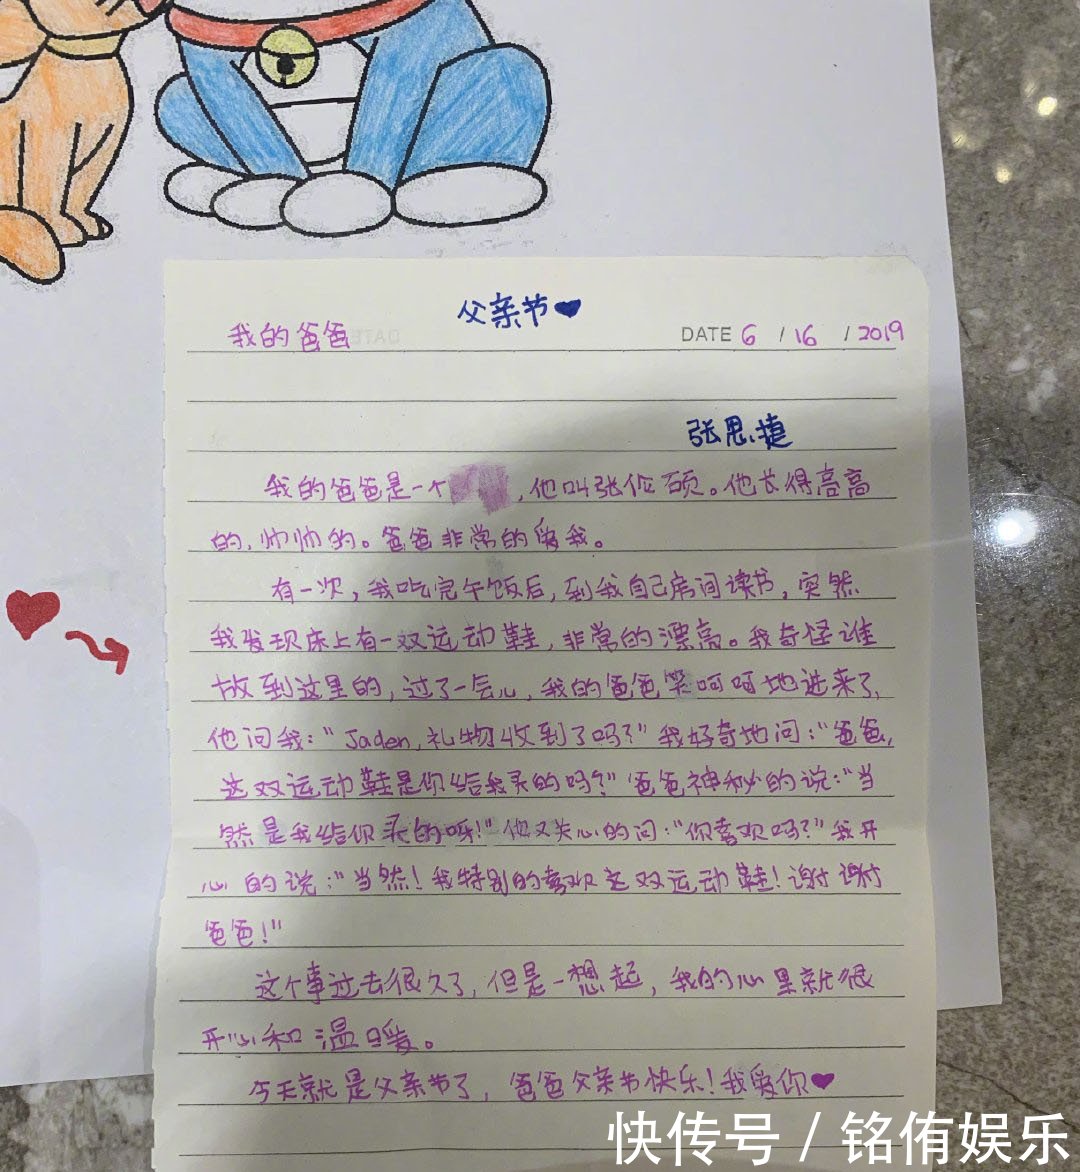 父亲节
我的爸爸 DATE 6 / 16 / 2019
张思捷
我的爸爸是一个 ,他叫张伦硕。他长得高高
的,帅帅的。爸爸非常的爱我。
有一次,我吃完午饭后,到我自己房间读书,突然
我发现床上有一双运动鞋,非常的漂亮。我奇怪谁
放到这里的,过了一会儿,我的爸爸笑呵呵地进来了,
他问我:“Jaden,礼物收到了吗?”我好奇地问:“爸爸,
这双运动鞋是你给我买的吗?”爸爸神秘的说:“当
然是我给你买的呀!”他又关心的问:“你喜欢吗?”我开
心的说:“当然!我特别的喜欢这双运动鞋!谢谢
爸爸!”
这个事过去很久了,但是一想起,我的心里就很
开心和温暖。
今天就是父亲节了,爸爸父亲节快乐!我爱你
快传号 / 铭侑娱乐